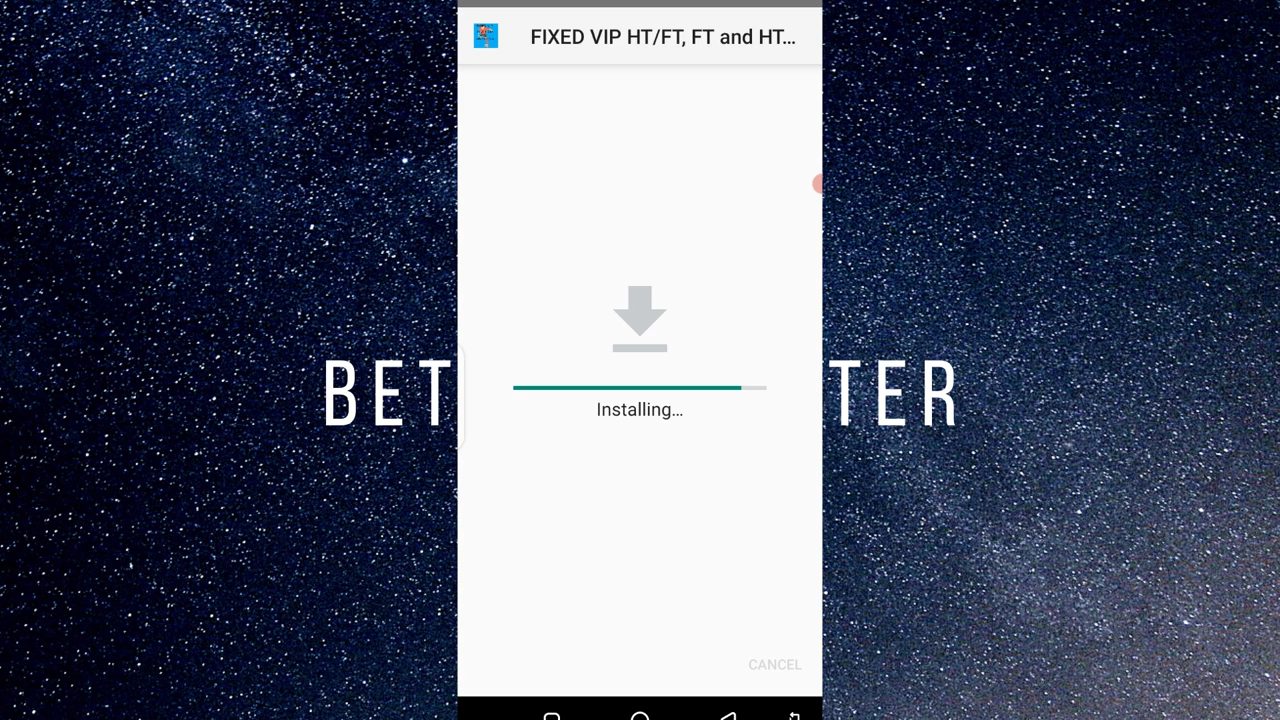 FIXED VIP HT/FT, FT and HT...
BET
TER
Installing...
CANCEL